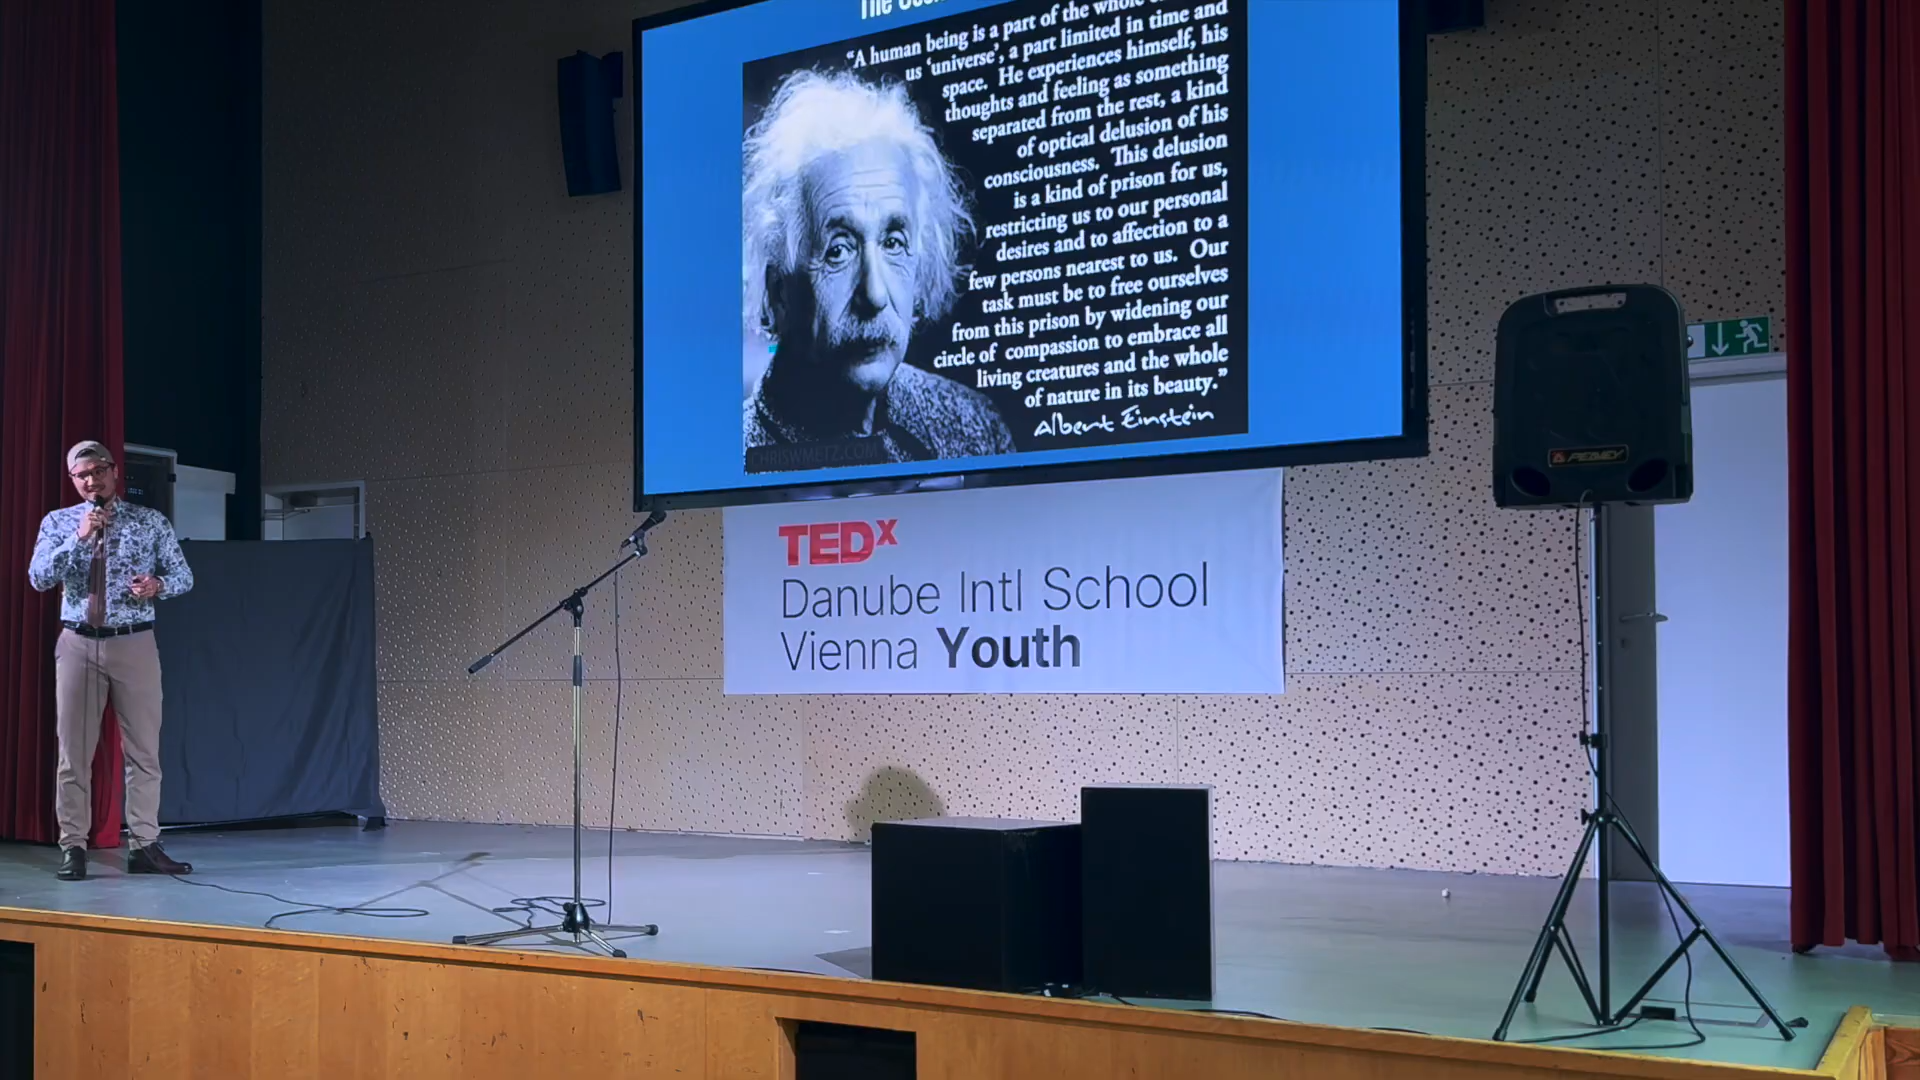 The
"A human being is a part of the whole
us 'universe', a part limited in time and
space. He experiences himself, his
thoughts and feeling as something
separated from the rest, a kind
of optical delusion of his
consciousness. This delusion
is a kind of prison for us,
restricting us to our personal
desires and to affection to a
few persons nearest to us. Our
task must be to free ourselves
from this prison by widening our
circle of compassion to embrace all
living creatures and the whole
of nature in its beauty."
Albert Einstein
CHRISWMETZ.COM
TEDx
Danube Intl School
Vienna Youth
PEAVEY